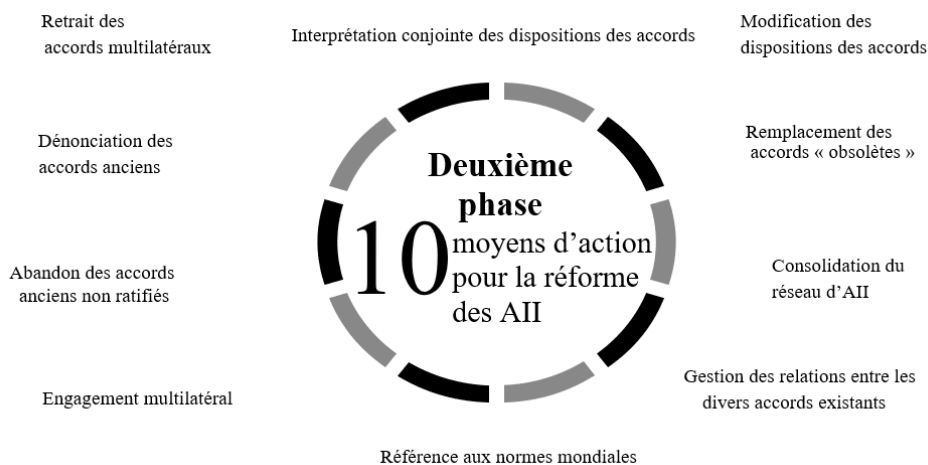 Retrait des
accords multilatéraux
Interprétation conjointe des dispositions des accords
Modification des
dispositions des accords
Dénonciation des
accords anciens
Remplacement des
accords « obsolètes »
Deuxième
phase
10
moyens d’action
pour la réforme
des AII
Abandon des accords
anciens non ratifiés
Consolidation du
réseau d’AII
Engagement multilatéral
Gestion des relations entre les
divers accords existants
Référence aux normes mondiales